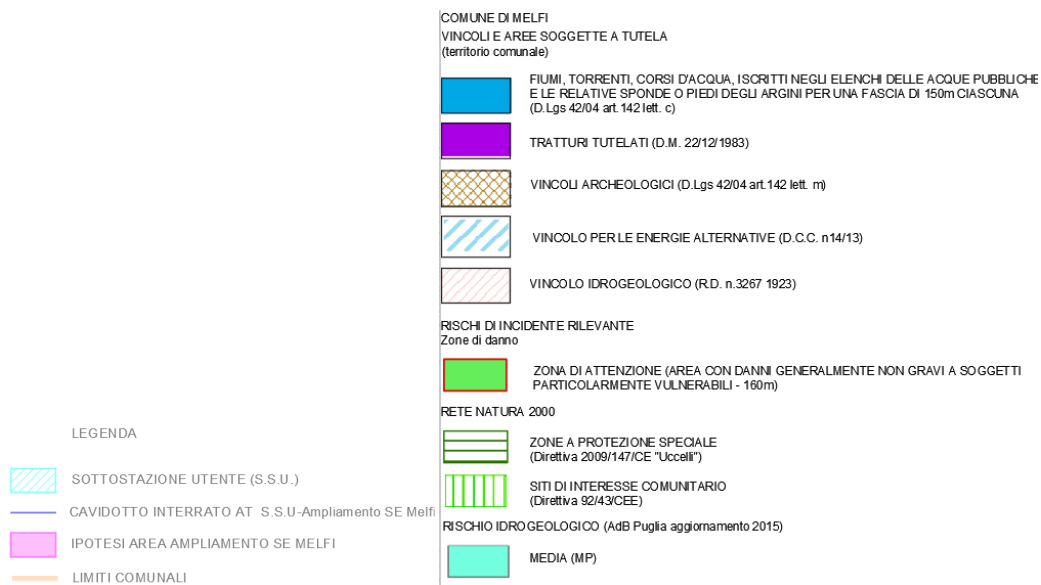 COMUNE DI MELFI
VINCOLI E AREE SOGGETTE A TUTELA
(territorio comunale)
FIUMI, TORRENTI, CORSI D'ACQUA, ISCRITTI NEGLI ELENCHI DELLE ACQUE PUBBLICHE
E LE RELATIVE SPONDE O PIEDI DEGLI ARGINI PER UNA FASCIA DI 150m CIASCUNA
(D.Lgs 42/04 art.142 lett. c)
TRATTURI TUTELATI (D.M. 22/12/1983)
VINCOLI ARCHEOLOGICI (D.Lgs 42/04 art.142 lett. m)
VINCOLO PER LE ENERGIE ALTERNATIVE (D.C.C. n14/13)
VINCOLO IDROGEOLOGICO (R.D. n.3267 1923)
RISCHI DI INCIDENTE RILEVANTE
Zone di danno
ZONA DI ATTENZIONE (AREA CON DANNI GENERALMENTE NON GRAVI A SOGGETTI
PARTICOLARMENTE VULNERABILI - 160m)
RETE NATURA 2000
ZONE A PROTEZIONE SPECIALE
(Direttiva 2009/147/CE "Uccelli")
SITI DI INTERESSE COMUNITARIO
(Direttiva 92/43/CEE)
RISCHIO IDROGEOLOGICO (AdB Puglia aggiornamento 2015)
MEDIA (MP)
LEGENDA
SOTTOSTAZIONE UTENTE (S.S.U.)
CAVIDOTTO INTERRATO AT S.S.U-Ampliamento SE Melfi
IPOTESI AREA AMPLIAMENTO SE MELFI
LIMITI COMUNALI